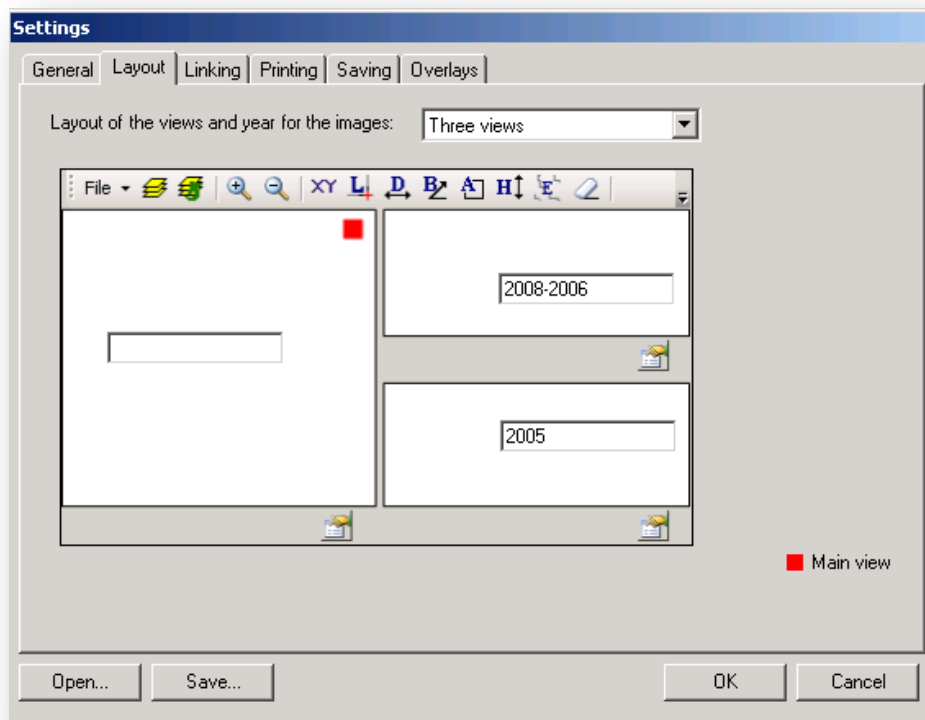 Settings
General Layout Linking Printing Saving Overlays
Layout of the views and year for the images: Three views
File XY L D B A H E
2008-2006
2005
Main view
Open... Save... OK Cancel